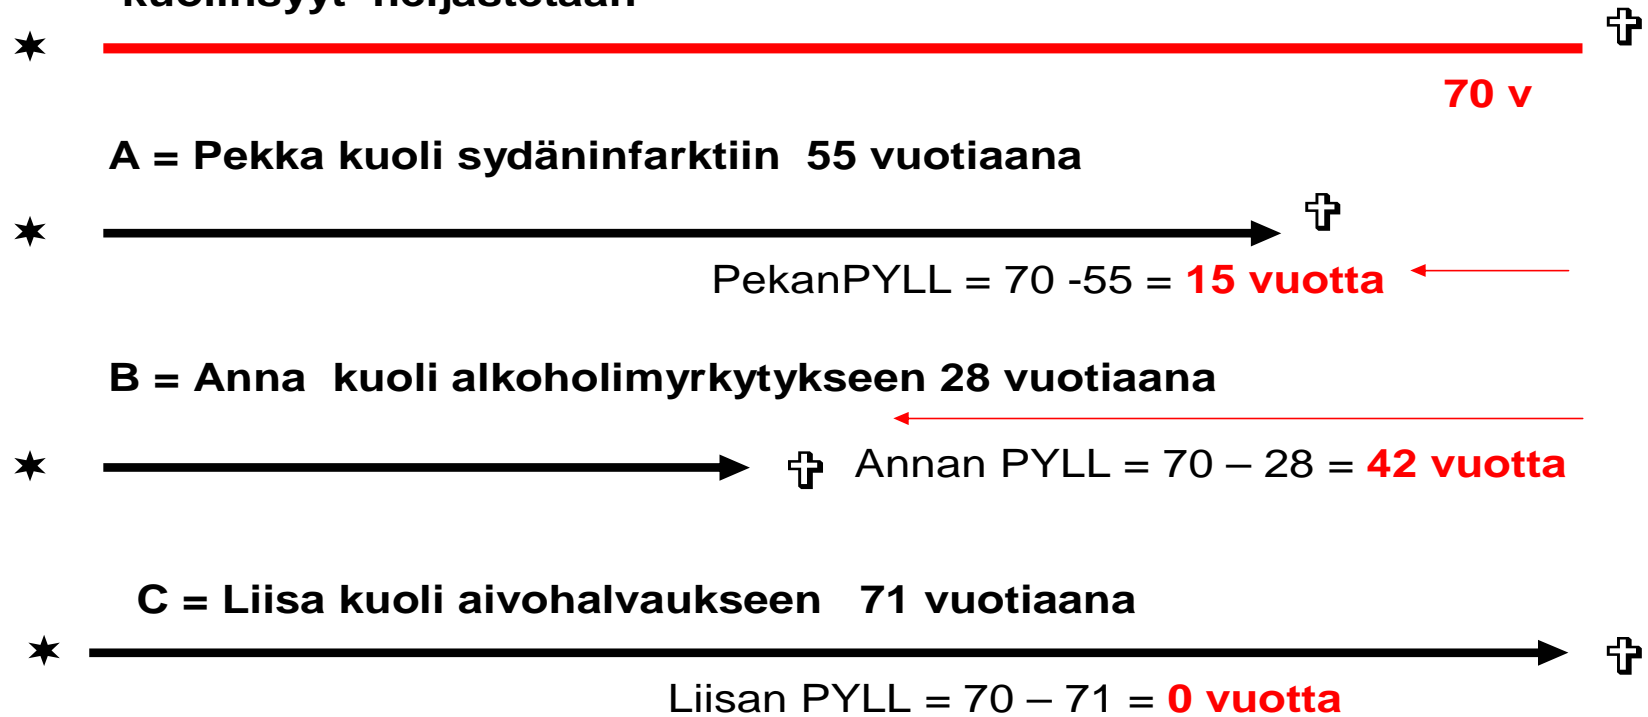 70 v
A = Pekka kuoli sydäninfarktiin 55 vuotiaana
PekanPYLL = 70 -55 = 15 vuotta
B = Anna kuoli alkoholimyrkytykseen 28 vuotiaana
Annan PYLL = 70 – 28 = 42 vuotta
C = Liisa kuoli aivohalvaukseen 71 vuotiaana
Liisan PYLL = 70 – 71 = 0 vuotta